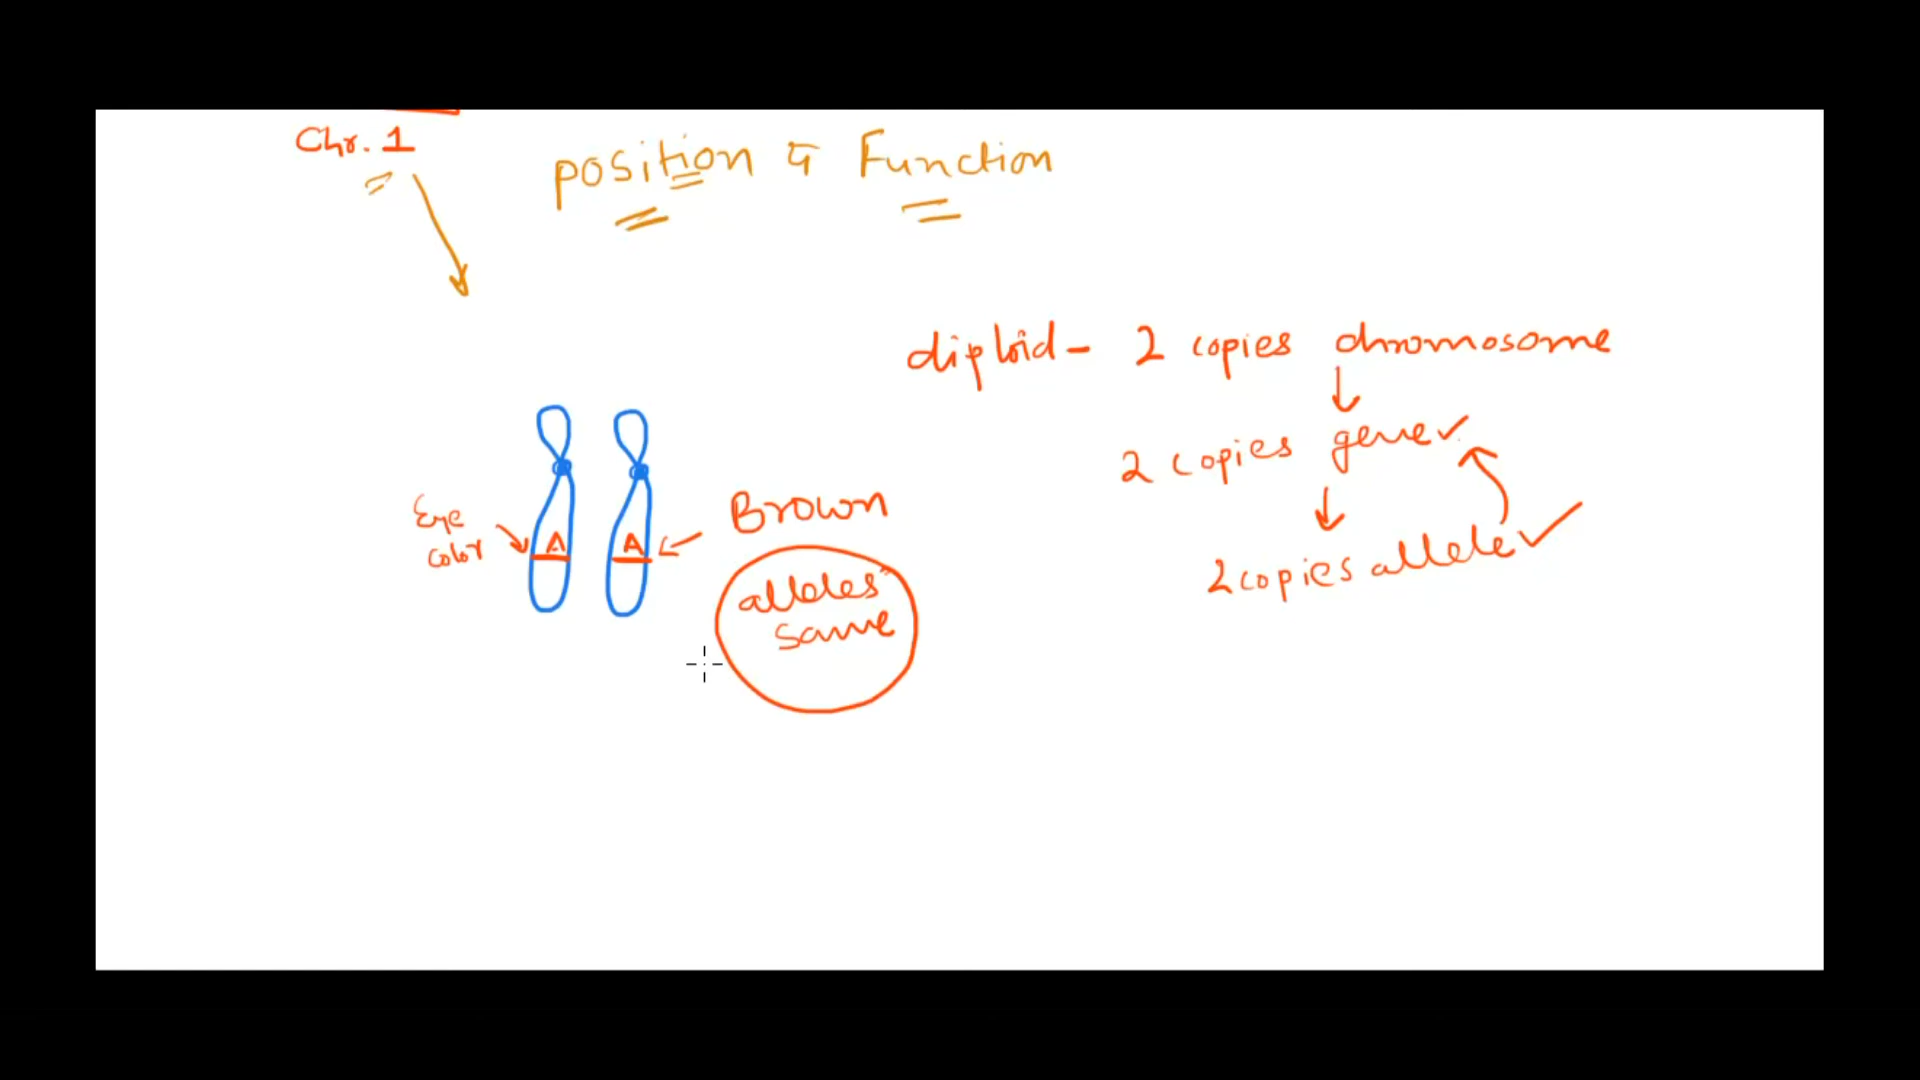 Chr. 1
position & Function
diploid - 2 copies chromosome
2 copies gene
2 copies allele
Eye
color
A
A
Brown
alleles
same